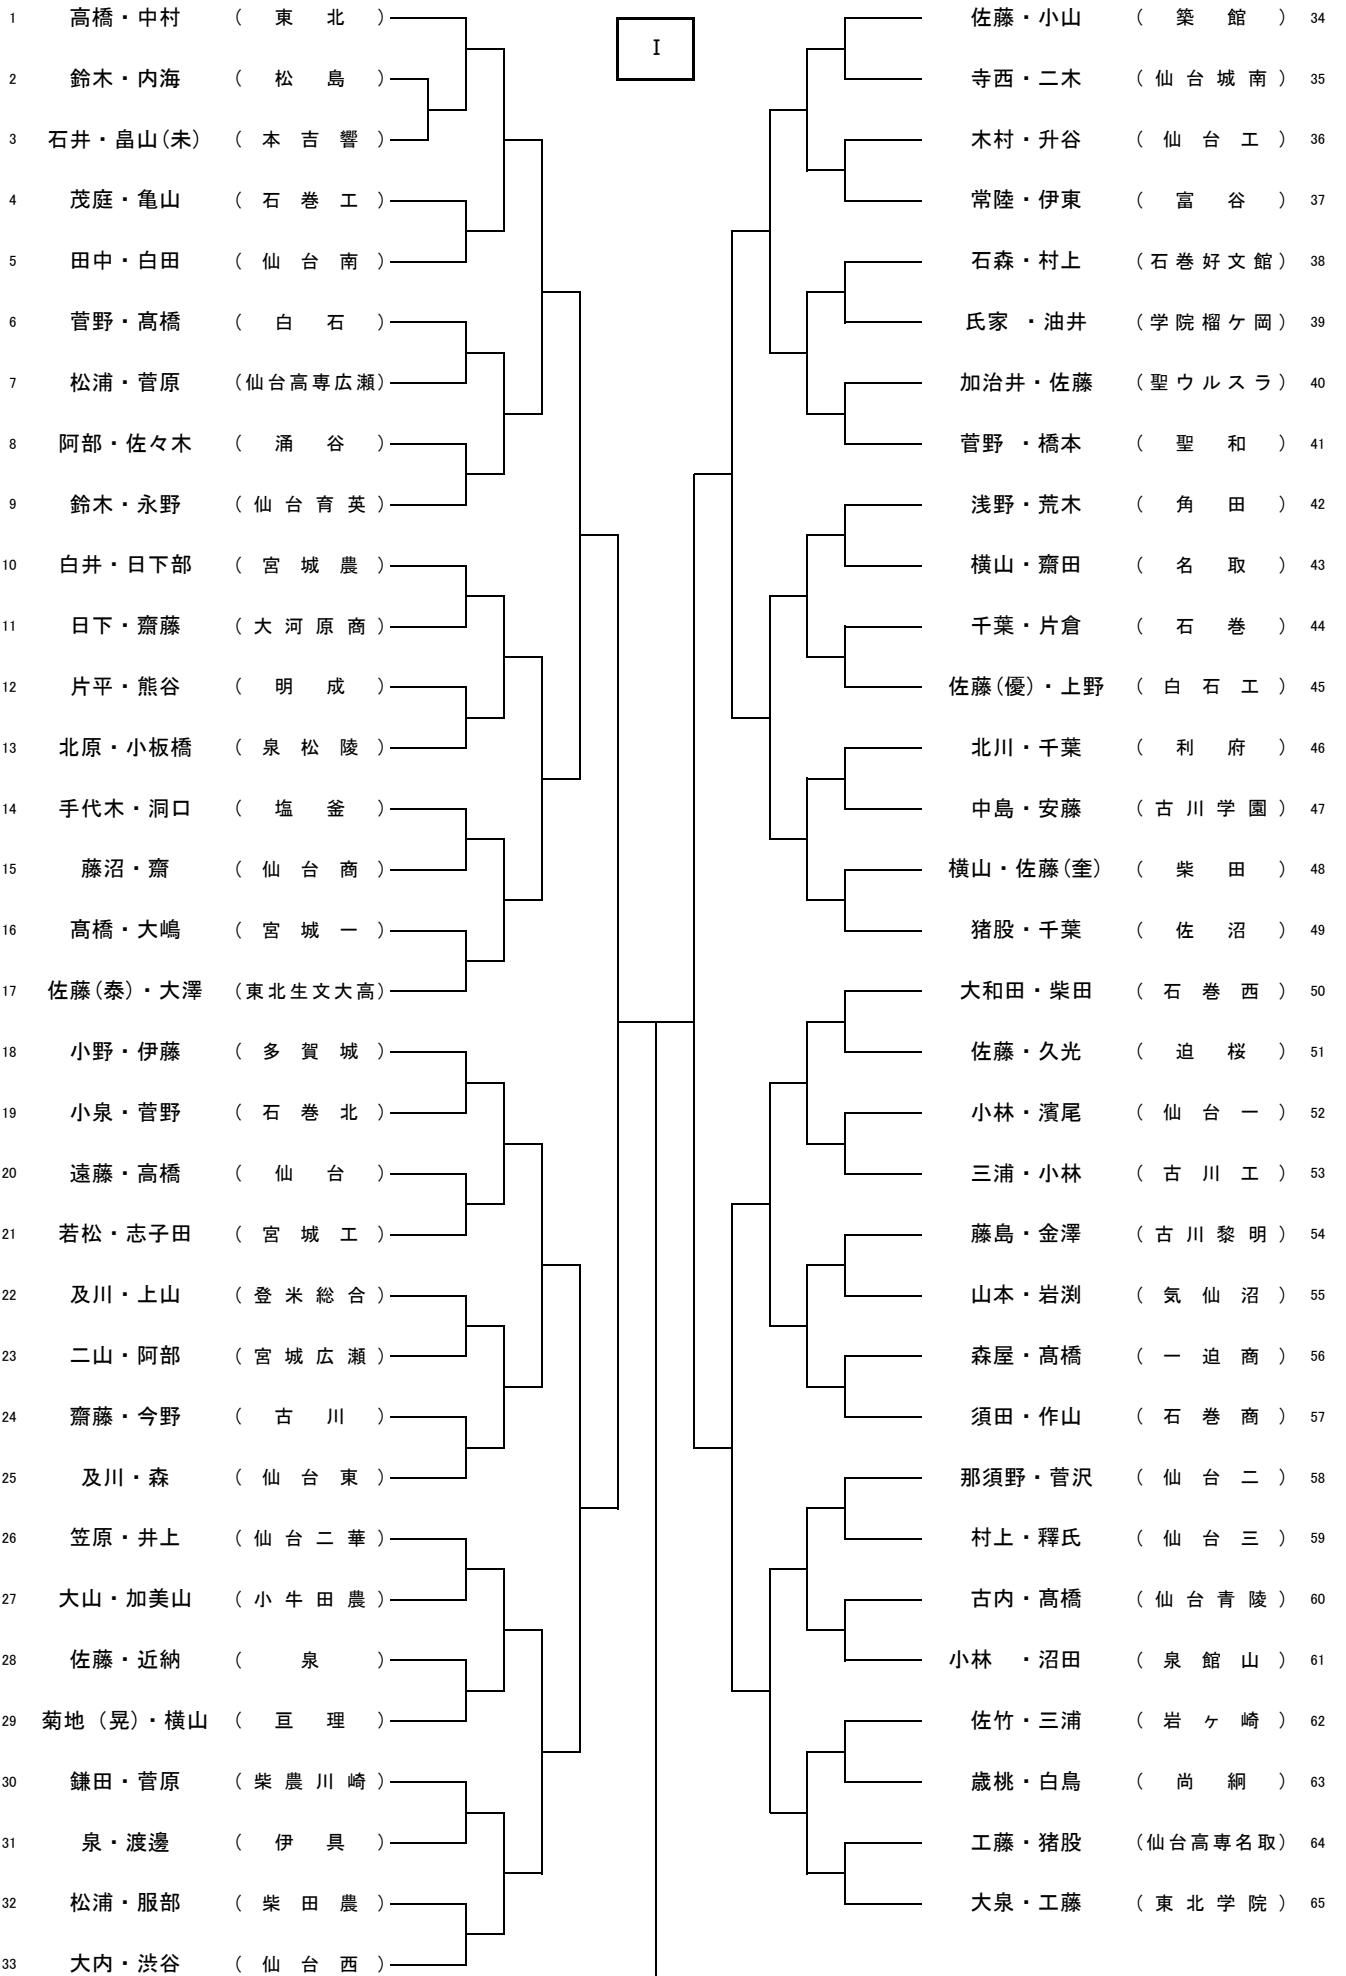 I
1 高橋・中村 (東北)
2 鈴木・内海 (松島)
3 石井・畠山(未) (本吉響)
4 茂庭・亀山 (石巻工)
5 田中・白田 (仙台南)
6 菅野・髙橋 (白石)
7 松浦・菅原 (仙台高専広瀬)
8 阿部・佐々木 (涌谷)
9 鈴木・永野 (仙台育英)
10 白井・日下部 (宮城農)
11 日下・齋藤 (大河原商)
12 片平・熊谷 (明成)
13 北原・小板橋 (泉松陵)
14 手代木・洞口 (塩釜)
15 藤沼・齋 (仙台商)
16 髙橋・大嶋 (宮城一)
17 佐藤(泰)・大澤 (東北生文大高)
18 小野・伊藤 (多賀城)
19 小泉・菅野 (石巻北)
20 遠藤・高橋 (仙台)
21 若松・志子田 (宮城工)
22 及川・上山 (登米総合)
23 二山・阿部 (宮城広瀬)
24 齋藤・今野 (古川)
25 及川・森 (仙台東)
26 笠原・井上 (仙台二華)
27 大山・加美山 (小牛田農)
28 佐藤・近納 (泉)
29 菊地（晃)・横山 (亘理)
30 鎌田・菅原 (柴農川崎)
31 泉・渡邊 (伊具)
32 松浦・服部 (柴田農)
33 大内・渋谷 (仙台西)
佐藤・小山 (築館) 34
寺西・二木 (仙台城南) 35
木村・升谷 (仙台工) 36
常陸・伊東 (富谷) 37
石森・村上 (石巻好文館) 38
氏家 ・油井 (学院榴ケ岡) 39
加治井・佐藤 (聖ウルスラ) 40
菅野 ・橋本 (聖和) 41
浅野・荒木 (角田) 42
横山・齋田 (名取) 43
千葉・片倉 (石巻) 44
佐藤(優)・上野 (白石工) 45
北川・千葉 (利府) 46
中島・安藤 (古川学園) 47
横山・佐藤(奎) (柴田) 48
猪股・千葉 (佐沼) 49
大和田・柴田 (石巻西) 50
佐藤・久光 (迫桜) 51
小林・濱尾 (仙台一) 52
三浦・小林 (古川工) 53
藤島・金澤 (古川黎明) 54
山本・岩渕 (気仙沼) 55
森屋・髙橋 (一迫商) 56
須田・作山 (石巻商) 57
那須野・菅沢 (仙台二) 58
村上・釋氏 (仙台三) 59
古内・髙橋 (仙台青陵) 60
小林　・沼田 (泉館山) 61
佐竹・三浦 (岩ヶ崎) 62
歳桃・白鳥 (尚絅) 63
工藤・猪股 (仙台高専名取) 64
大泉・工藤 (東北学院) 65